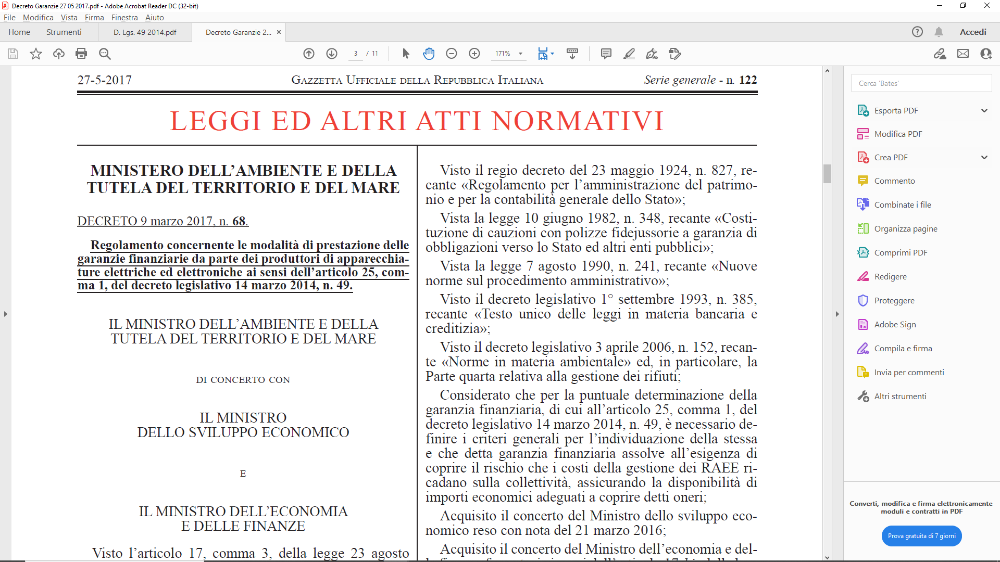 Decreto Garanzie 27 05 2017.pdf - Adobe Acrobat Reader DC (32-bit)
File Modifica Vista Firma Finestra Aiuto
Home Strumenti D. Lgs. 49 2014.pdf Decreto Garanzie 2... ×
Accedi
3 / 11 171%
27-5-2017 GAZZETTA UFFICIALE DELLA REPUBBLICA ITALIANA Serie generale - n. 122
LEGGI ED ALTRI ATTI NORMATIVI
MINISTERO DELL’AMBIENTE E DELLA
TUTELA DEL TERRITORIO E DEL MARE
DECRETO 9 marzo 2017, n. 68.
Regolamento concernente le modalità di prestazione delle
garanzie finanziarie da parte dei produttori di apparecchia-
ture elettriche ed elettroniche ai sensi dell’articolo 25, com-
ma 1, del decreto legislativo 14 marzo 2014, n. 49.
IL MINISTRO DELL’AMBIENTE E DELLA
TUTELA DEL TERRITORIO E DEL MARE
DI CONCERTO CON
IL MINISTRO
DELLO SVILUPPO ECONOMICO
E
IL MINISTRO DELL’ECONOMIA
E DELLE FINANZE
Visto l’articolo 17, comma 3, della legge 23 agosto
Visto il regio decreto del 23 maggio 1924, n. 827, re-
cante «Regolamento per l’amministrazione del patrimo-
nio e per la contabilità generale dello Stato»;
Vista la legge 10 giugno 1982, n. 348, recante «Costi-
tuzione di cauzioni con polizze fidejussorie a garanzia di
obbligazioni verso lo Stato ed altri enti pubblici»;
Vista la legge 7 agosto 1990, n. 241, recante «Nuove
norme sul procedimento amministrativo»;
Visto il decreto legislativo 1° settembre 1993, n. 385,
recante «Testo unico delle leggi in materia bancaria e
creditizia»;
Visto il decreto legislativo 3 aprile 2006, n. 152, recan-
te «Norme in materia ambientale» ed, in particolare, la
Parte quarta relativa alla gestione dei rifiuti;
Considerato che per la puntuale determinazione della
garanzia finanziaria, di cui all’articolo 25, comma 1, del
decreto legislativo 14 marzo 2014, n. 49, è necessario de-
finire i criteri generali per l’individuazione della stessa
e che detta garanzia finanziaria assolve all’esigenza di
coprire il rischio che i costi della gestione dei RAEE ri-
cadano sulla collettività, assicurando la disponibilità di
importi economici adeguati a coprire detti oneri;
Acquisito il concerto del Ministro dello sviluppo eco-
nomico reso con nota del 21 marzo 2016;
Acquisito il concerto del Ministro dell’economia e del-
Cerca 'Bates'
Esporta PDF
Modifica PDF
Crea PDF
Commento
Combinate i file
Organizza pagine
Comprimi PDF
Redigere
Proteggere
Adobe Sign
Compila e firma
Invia per commenti
Altri strumenti
Converti, modifica e firma elettronicamente
moduli e contratti in PDF
Prova gratuita di 7 giorni